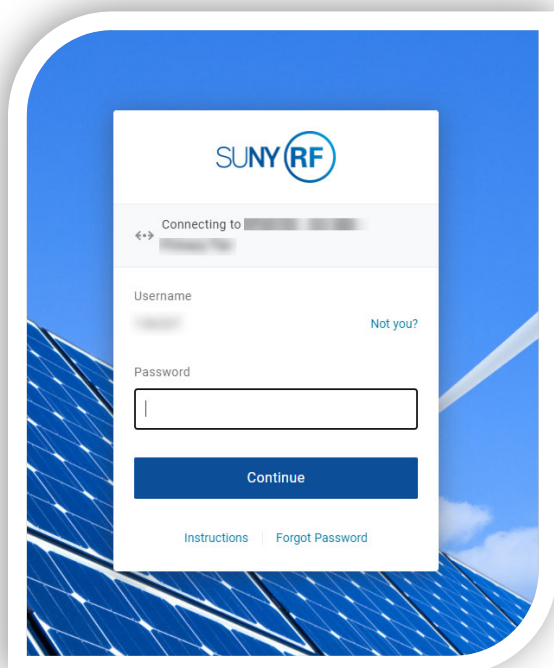 SUNY RF
Connecting to
Username
Not you?
Password
Continue
Instructions
Forgot Password